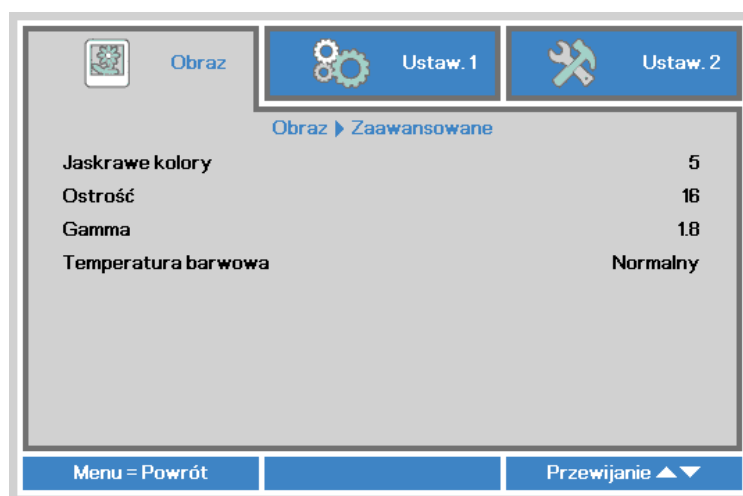 Obraz Ustaw. 1 Ustaw. 2
Obraz ▶ Zaawansowane
Jaskrawe kolory 5
Ostrość 16
Gamma 1.8
Temperatura barwowa Normalny
Menu = Powrót Przewijanie ▲▼